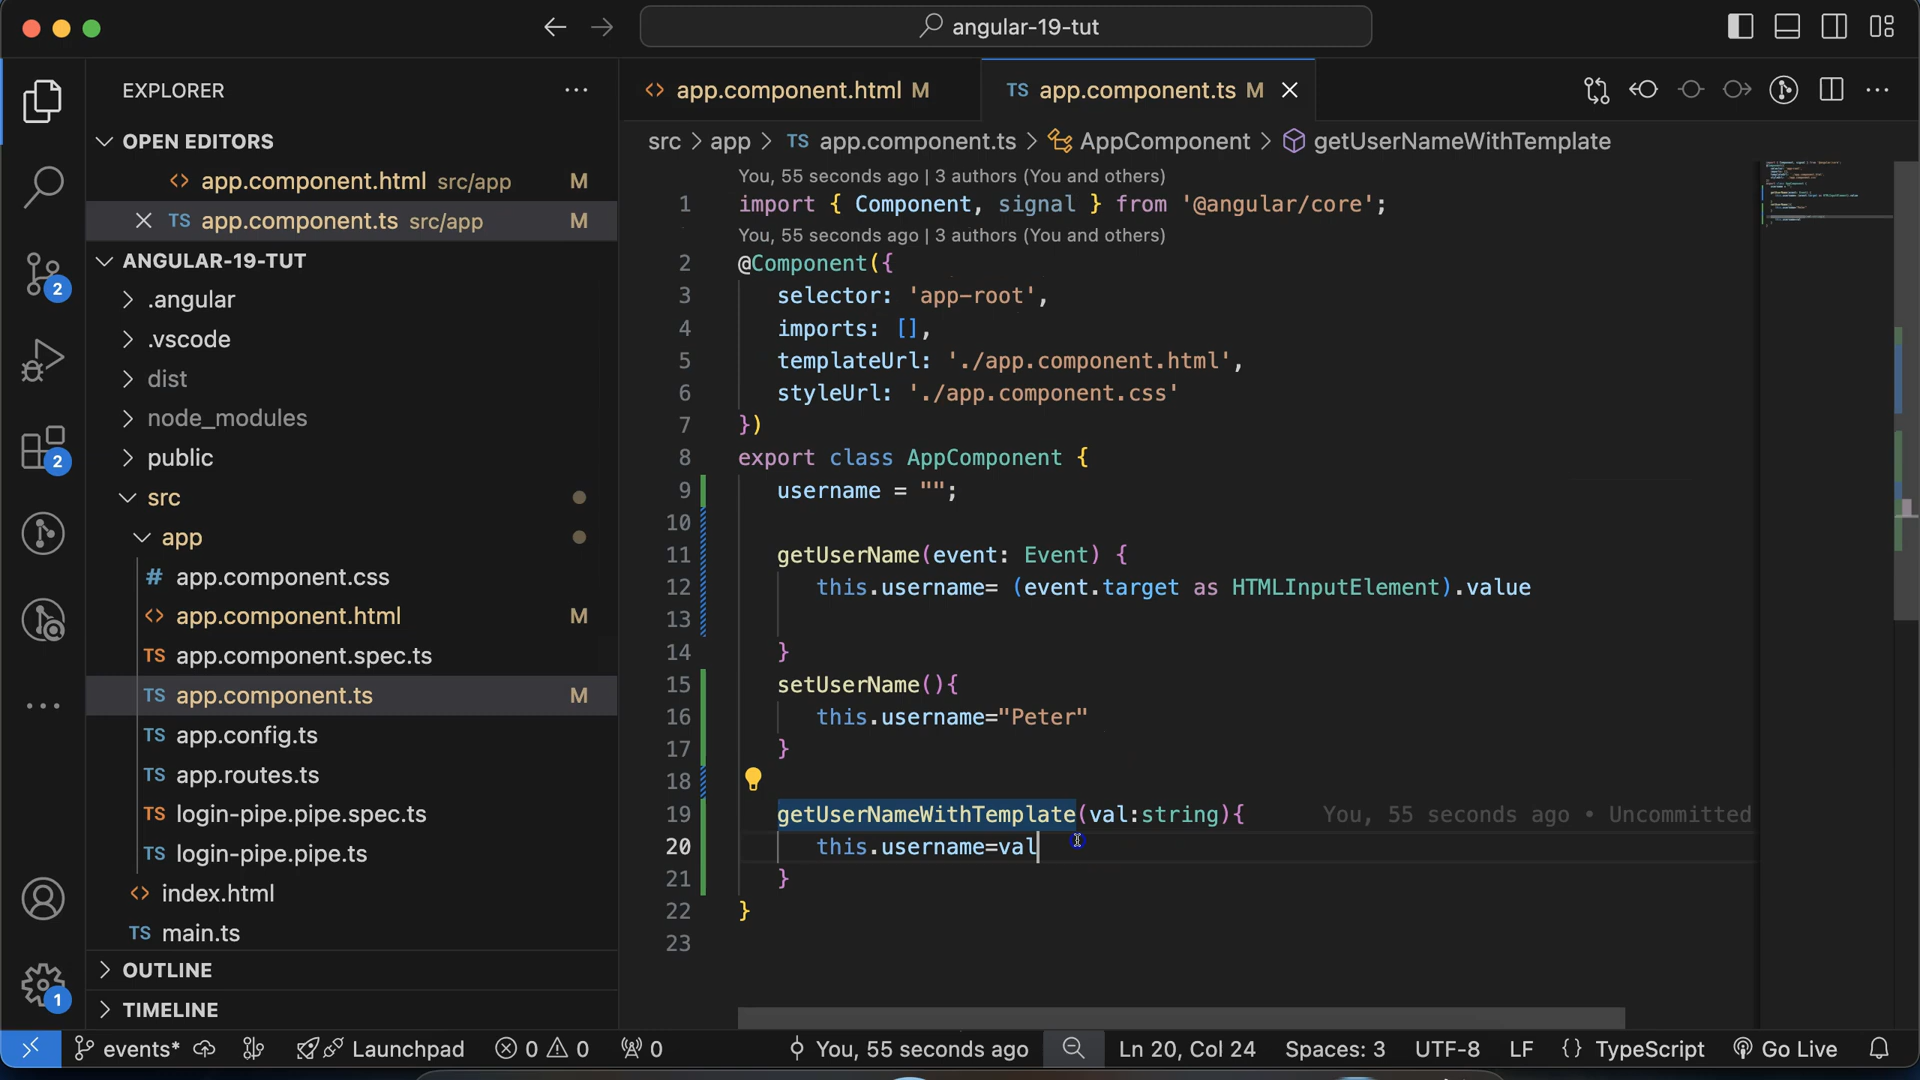 angular-19-tut
EXPLORER
OPEN EDITORS
app.component.html src/app M
TS app.component.ts src/app M
ANGULAR-19-TUT
.angular
.vscode
dist
node_modules
public
src
app
# app.component.css
app.component.html M
TS app.component.spec.ts
TS app.component.ts M
TS app.config.ts
TS app.routes.ts
TS login-pipe.pipe.spec.ts
TS login-pipe.pipe.ts
index.html
TS main.ts
OUTLINE
TIMELINE
2
2
1
app.component.html M
TS app.component.ts M
src > app > TS app.component.ts > AppComponent > getUserNameWithTemplate
You, 55 seconds ago | 3 authors (You and others)
1 import { Component, signal } from '@angular/core';
You, 55 seconds ago | 3 authors (You and others)
2 @Component({
3 selector: 'app-root',
4 imports: [],
5 templateUrl: './app.component.html',
6 styleUrl: './app.component.css'
7 })
8 export class AppComponent {
9 username = "";
10
11 getUserName(event: Event) {
12 this.username= (event.target as HTMLInputElement).value
13
14 }
15 setUserName(){
16 this.username="Peter"
17 }
18
19 getUserNameWithTemplate(val:string){ You, 55 seconds ago • Uncommitted
20 this.username=val
21 }
22 }
23
events* Launchpad 0 0 0 You, 55 seconds ago Ln 20, Col 24 Spaces: 3 UTF-8 LF {} TypeScript Go Live